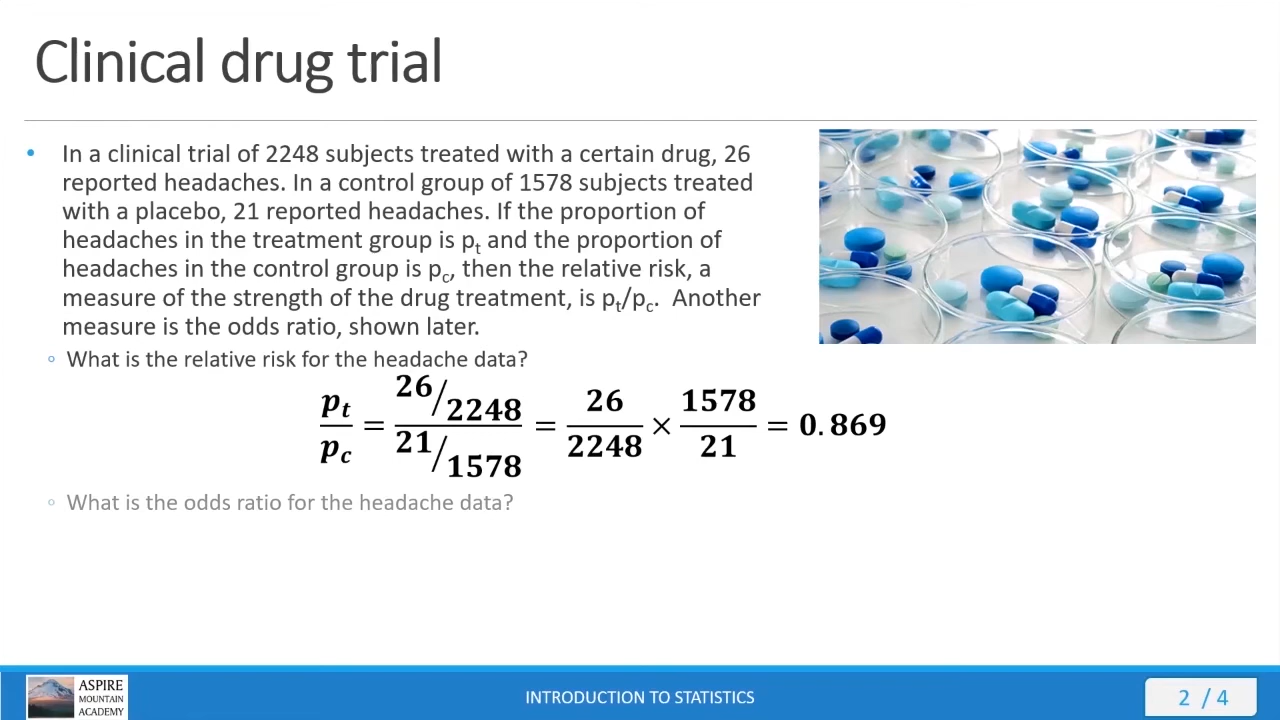 Clinical drug trial
• In a clinical trial of 2248 subjects treated with a certain drug, 26
reported headaches. In a control group of 1578 subjects treated
with a placebo, 21 reported headaches. If the proportion of
headaches in the treatment group is pₜ and the proportion of
headaches in the control group is p_c, then the relative risk, a
measure of the strength of the drug treatment, is pₜ/p_c. Another
measure is the odds ratio, shown later.
◦ What is the relative risk for the headache data?
pₜ/p_c = (26/2248)/(21/1578) = 26/2248 × 1578/21 = 0.869
◦ What is the odds ratio for the headache data?
ASPIRE
MOUNTAIN
ACADEMY
INTRODUCTION TO STATISTICS
2 / 4